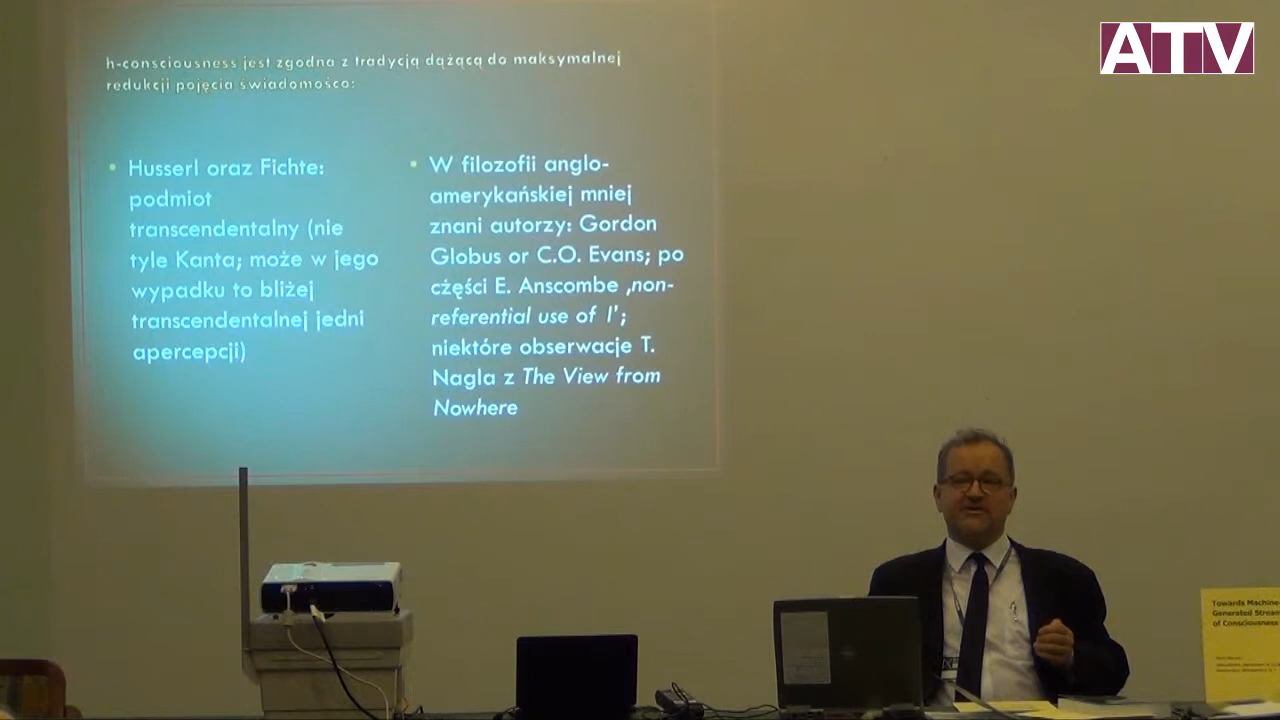 ATV
h-consciousness jest zgodna z tradycją dążącą do maksymalnej
redukcji pojęcia świadomośco:
• Husserl oraz Fichte:
podmiot
transcendentalny (nie
tyle Kanta; może w jego
wypadku to bliżej
transcendentalnej jedni
apercepcji)
• W filozofii anglo-
amerykańskiej mniej
znani autorzy: Gordon
Globus or C.O. Evans; po
części E. Anscombe ‚non-
referential use of I’;
niektóre obserwacje T.
Nagla z The View from
Nowhere
Towards Machine
Generated Stream
of Consciousness